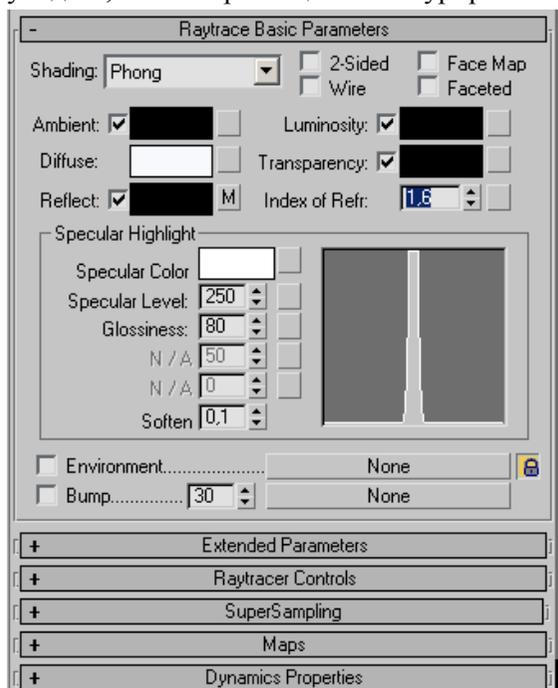 - Raytrace Basic Parameters
Shading: Phong 2-Sided Face Map
Wire Faceted
Ambient: Luminosity:
Diffuse: Transparency:
Reflect: M Index of Refr: 1,6
Specular Highlight
Specular Color
Specular Level: 250
Glossiness: 80
N / A 50
N / A 0
Soften 0,1
Environment.................... None
Bump.............. 30 None
+ Extended Parameters
+ Raytracer Controls
+ SuperSampling
+ Maps
+ Dynamics Properties